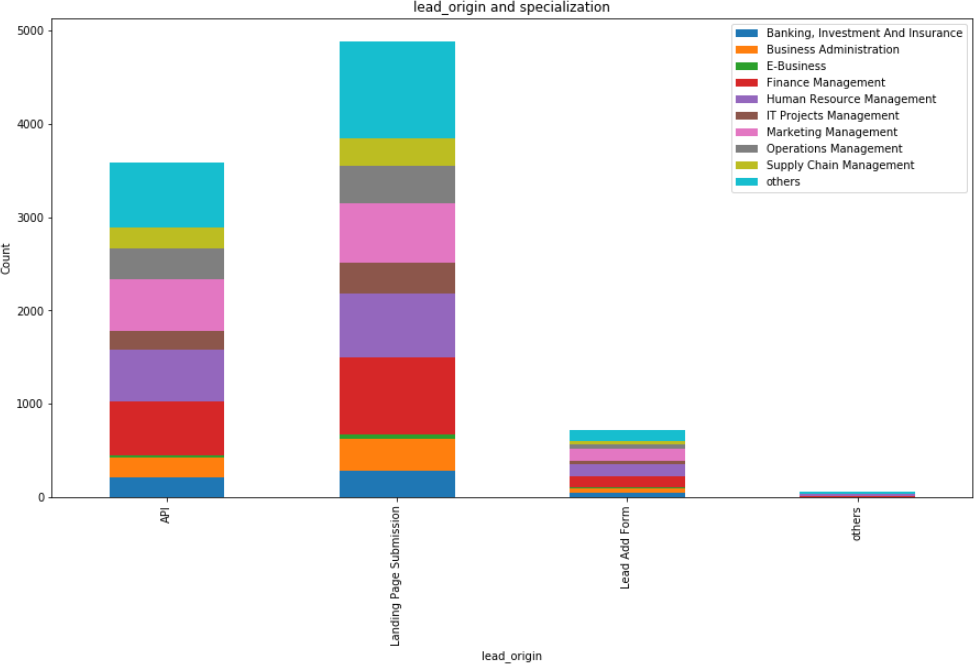 lead_origin and specialization
5000
4000
3000
2000
1000
0
Count
Banking, Investment And Insurance
Business Administration
E-Business
Finance Management
Human Resource Management
IT Projects Management
Marketing Management
Operations Management
Supply Chain Management
others
API
Landing Page Submission
Lead Add Form
others
lead_origin